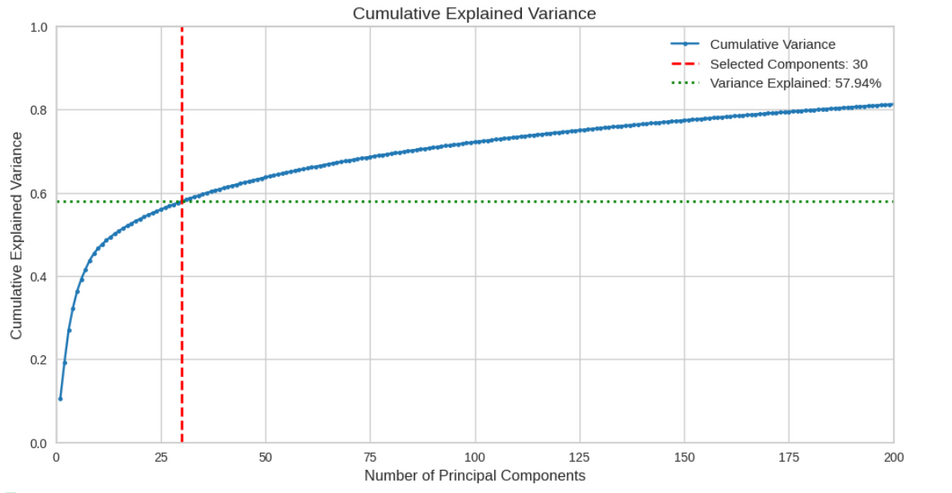 Cumulative Explained Variance
Cumulative Variance
Selected Components: 30
Variance Explained: 57.94%
Cumulative Explained Variance
1.0
0.8
0.6
0.4
0.2
0.0
0 25 50 75 100 125 150 175 200
Number of Principal Components